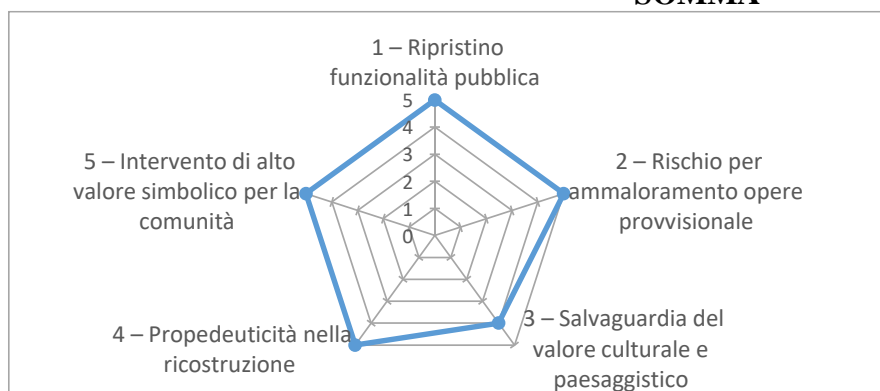 SOMMA
1 – Ripristino
funzionalità pubblica
5
4
3
2
1
0
2 – Rischio per
ammaloramento opere
provvisionale
3 – Salvaguardia del
valore culturale e
paesaggistico
4 – Propedeuticità nella
ricostruzione
5 – Intervento di alto
valore simbolico per la
comunità